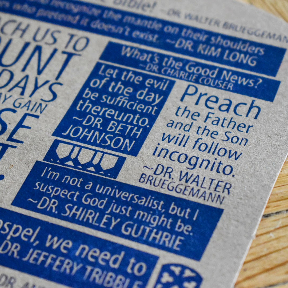 Bible!
~DR. WALTER BRUEGGEMANN
recognize the mantle on their shoulders
who pretend it doesn't exist. ~DR. KIM LONG
CH US TO
UNT
DAYS
AY GAIN
SE
T.
What's the Good News?
~DR CHARLIE COUSER
Let the evil
of the day
be sufficient
thereunto.
~DR. BETH
JOHNSON
Preach
the Father
and the Son
will follow
incognito.
~DR. WALTER
BRUEGGEMANN
I'm not a universalist, but I
suspect God just might be.
~DR. SHIRLEY GUTHRIE
ospel, we need to
DR. JEFFERY TRIBBLE